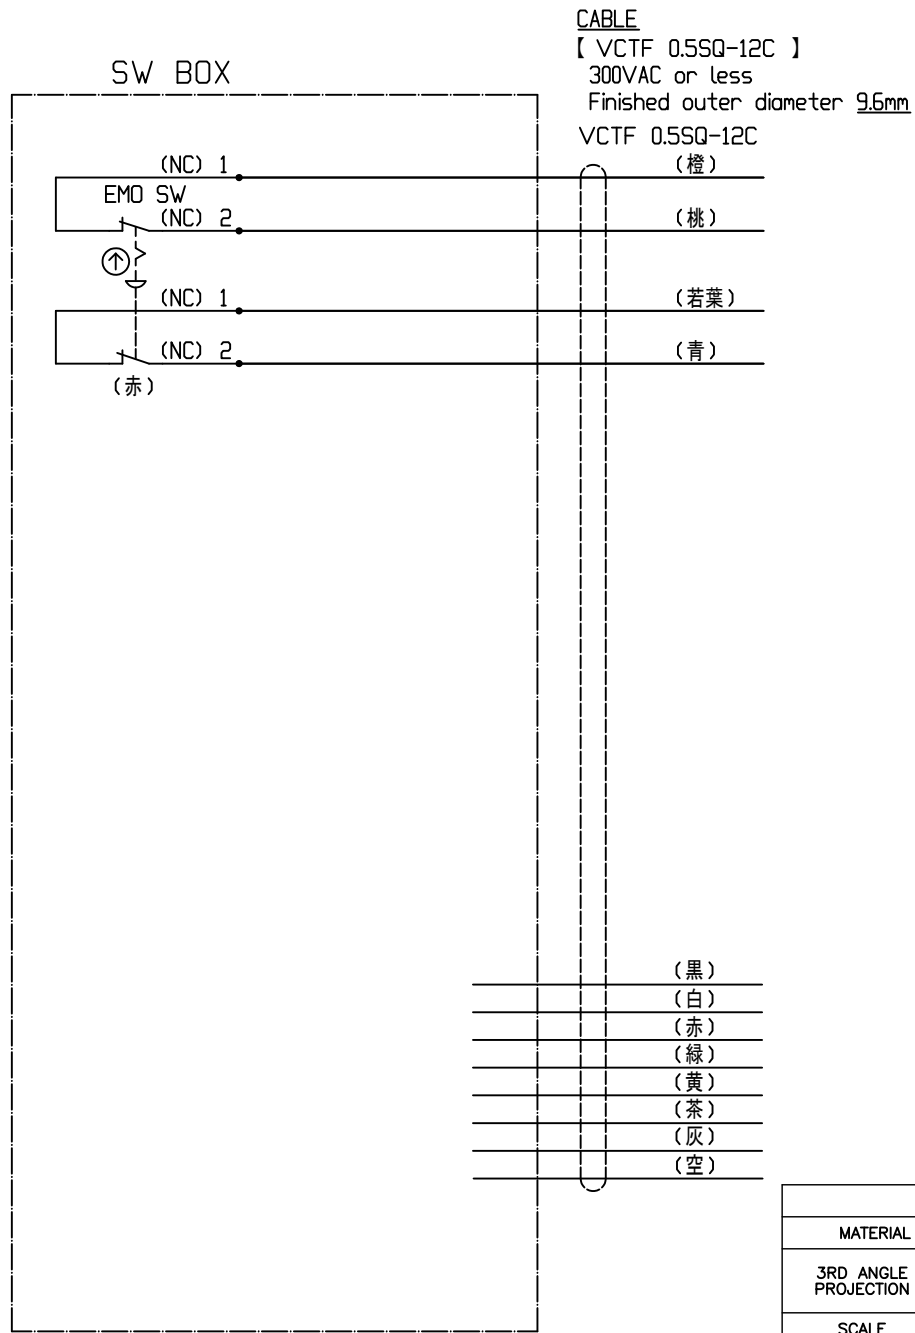 CABLE
【 VCTF 0.5SQ-12C 】
300VAC or less
Finished outer diameter 9.6mm
VCTF 0.5SQ-12C
SW BOX
(NC) 1
(橙)
EMO SW
(NC) 2
(桃)
(NC) 1
(若葉)
(NC) 2
(青)
(赤)
(黒)
(白)
(赤)
(緑)
(黄)
(茶)
(灰)
(空)
MATERIAL
3RD ANGLE
PROJECTION
SCALE